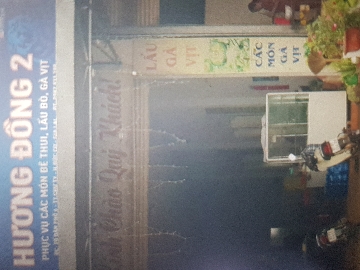 HƯƠNG ĐỒNG 2
PHỤC VỤ CÁC MÓN BÊ THUI, LẨU BÒ, GÀ VỊT
Chào Quý Khách
LẨU
GÀ
VỊT
CÁC
MÓN
GÀ
VỊT